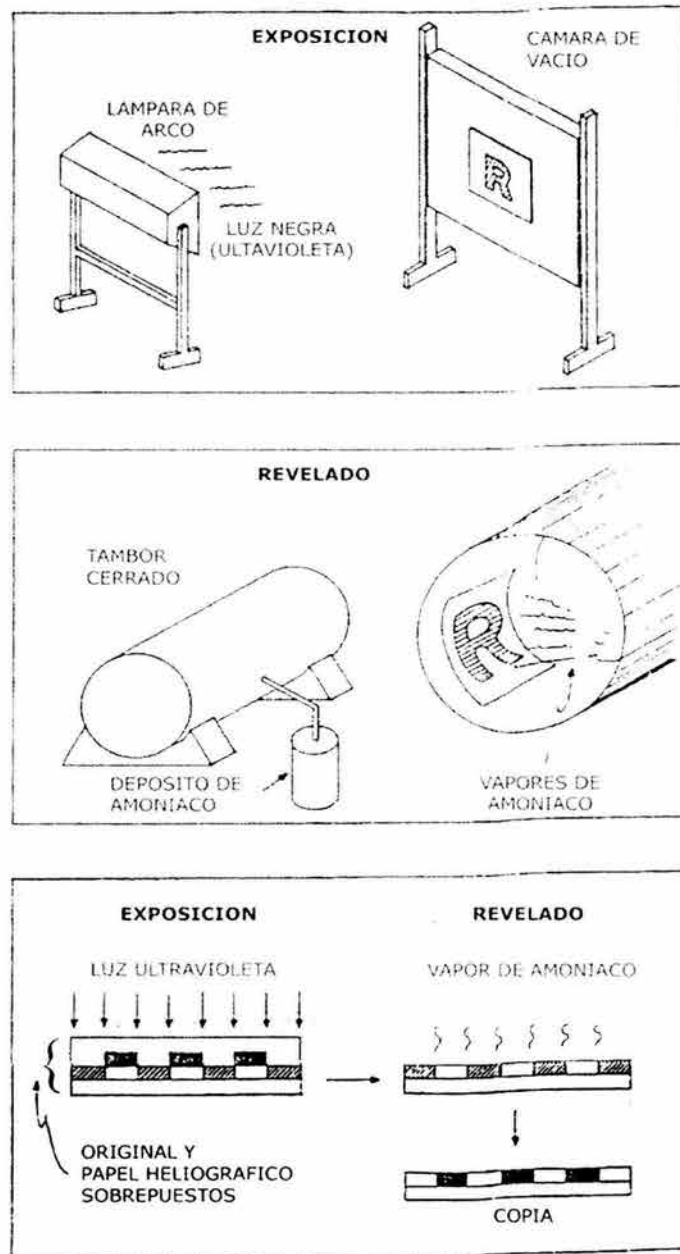 EXPOSICION
CAMARA DE
VACIO
LAMPARA DE
ARCO
LUZ NEGRA
(ULTAVIOLETA)
R
REVELADO
TAMBOR
CERRADO
R
DEPOSITO DE
AMONIACO
VAPORES DE
AMONIACO
EXPOSICION
LUZ ULTRAVIOLETA
REVELADO
VAPOR DE AMONIACO
ORIGINAL Y
PAPEL HELIOGRAFICO
SOBREPUESTOS
COPIA